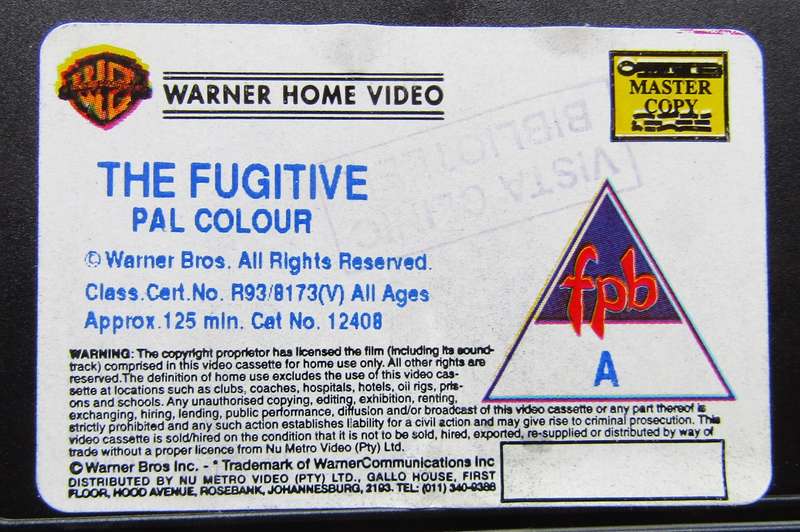 WB
WARNER HOME VIDEO
MASTER
COPY
VISTA CLINIC
BIBLIOTEEK
THE FUGITIVE
PAL COLOUR
© Warner Bros. All Rights Reserved.
Class.Cert.No. R93/8173(V) All Ages
Approx.125 min. Cat No. 12408
fpb
A
WARNING: The copyright proprietor has licensed the film (including its sound-
track) comprised in this video cassette for home use only. All other rights are
reserved.The definition of home use excludes the use of this video cas-
sette at locations such as clubs, coaches, hospitals, hotels, oil rigs, pris-
ons and schools. Any unauthorised copying, editing, exhibition, renting,
exchanging, hiring, lending, public performance, diffusion and/or broadcast of this video cassette or any part thereof is
strictly prohibited and any such action establishes liability for a civil action and may give rise to criminal prosecution. This
video cassette is sold/hired on the condition that it is not to be sold, hired, exported, re-supplied or distributed by way of
trade without a proper licence from Nu Metro Video (Pty) Ltd.
© Warner Bros Inc. - * Trademark of WarnerCommunications Inc
DISTRIBUTED BY NU METRO VIDEO (PTY) LTD., GALLO HOUSE, FIRST
FLOOR, HOOD AVENUE, ROSEBANK, JOHANNESBURG, 2193. TEL: (011) 340-9388